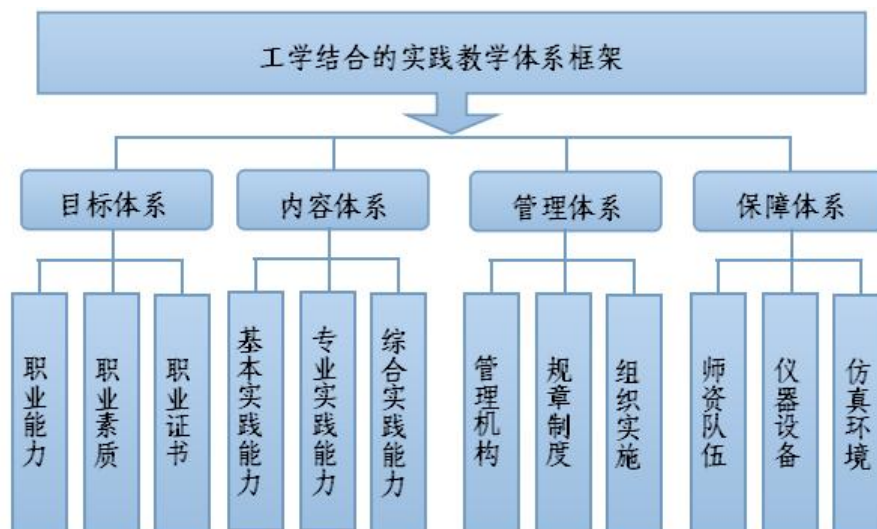 工学结合的实践教学体系框架
目标体系
内容体系
管理体系
保障体系
职业能力
职业素质
职业证书
基本实践能力
专业实践能力
综合实践能力
管理机构
规章制度
组织实施
师资队伍
仪器设备
仿真环境